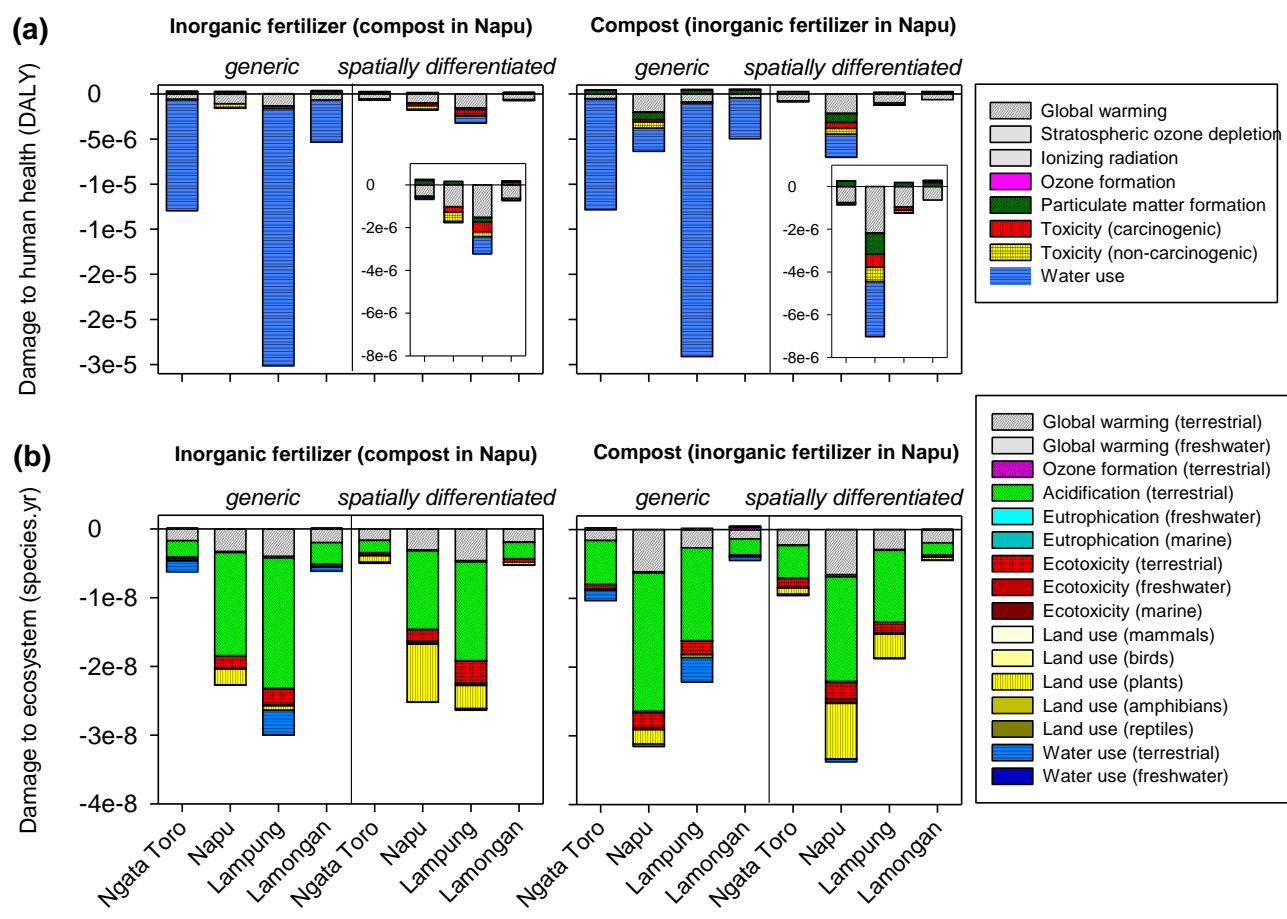 (a)
Inorganic fertilizer (compost in Napu)
Compost (inorganic fertilizer in Napu)
generic
spatially differentiated
generic
spatially differentiated
Damage to human health (DALY)
0
-5e-6
-1e-5
-1e-5
-2e-5
-2e-5
-3e-5
0
-2e-6
-4e-6
-6e-6
-8e-6
0
-2e-6
-4e-6
-6e-6
-8e-6
Global warming
Stratospheric ozone depletion
Ionizing radiation
Ozone formation
Particulate matter formation
Toxicity (carcinogenic)
Toxicity (non-carcinogenic)
Water use
(b)
Inorganic fertilizer (compost in Napu)
Compost (inorganic fertilizer in Napu)
generic
spatially differentiated
generic
spatially differentiated
Damage to ecosystem (species.yr)
0
-1e-8
-2e-8
-3e-8
-4e-8
Ngata Toro
Napu
Lampung
Lamongan
Ngata Toro
Napu
Lampung
Lamongan
Ngata Toro
Napu
Lampung
Lamongan
Ngata Toro
Napu
Lampung
Lamongan
Global warming (terrestrial)
Global warming (freshwater)
Ozone formation (terrestrial)
Acidification (terrestrial)
Eutrophication (freshwater)
Eutrophication (marine)
Ecotoxicity (terrestrial)
Ecotoxicity (freshwater)
Ecotoxicity (marine)
Land use (mammals)
Land use (birds)
Land use (plants)
Land use (amphibians)
Land use (reptiles)
Water use (terrestrial)
Water use (freshwater)